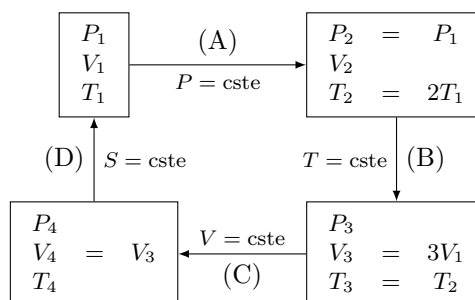 P₁
V₁
T₁
(A)
P = cste
P₂ = P₁
V₂
T₂ = 2T₁
(D)
S = cste
T = cste
(B)
P₄
V₄ = V₃
T₄
V = cste
(C)
P₃
V₃ = 3V₁
T₃ = T₂